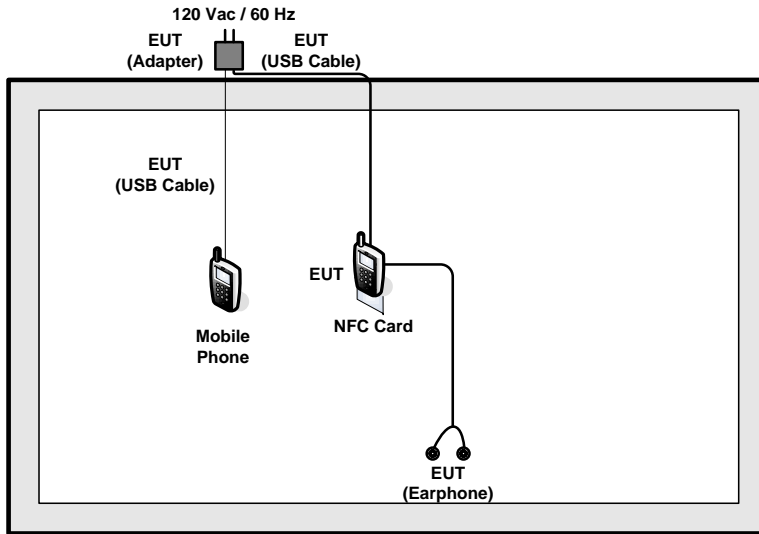 120 Vac / 60 Hz
EUT
(Adapter)
EUT
(USB Cable)
EUT
(USB Cable)
EUT
NFC Card
Mobile
Phone
EUT
(Earphone)